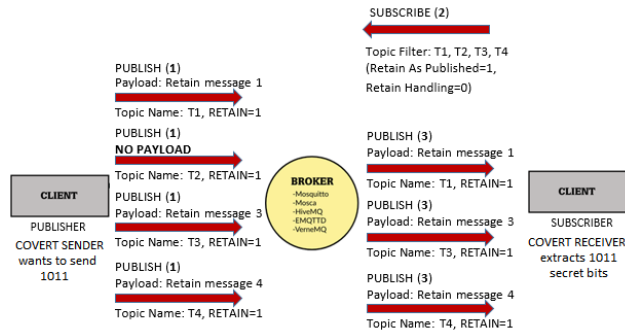 SUBSCRIBE (2)
Topic Filter: T1, T2, T3, T4
(Retain As Published=1,
Retain Handling=0)
PUBLISH (1)
Payload: Retain message 1
Topic Name: T1, RETAIN=1
PUBLISH (1)
NO PAYLOAD
Topic Name: T2, RETAIN=1
CLIENT
PUBLISHER
COVERT SENDER
wants to send
1011
PUBLISH (1)
Payload: Retain message 3
Topic Name: T3, RETAIN=1
PUBLISH (1)
Payload: Retain message 4
Topic Name: T4, RETAIN=1
BROKER
-Mosquitto
-Mosca
-HiveMQ
-EMQTTD
-VerneMQ
PUBLISH (3)
Payload: Retain message 1
Topic Name: T1, RETAIN=1
PUBLISH (3)
Payload: Retain message 3
Topic Name: T3, RETAIN=1
PUBLISH (3)
Payload: Retain message 4
Topic Name: T4, RETAIN=1
CLIENT
SUBSCRIBER
COVERT RECEIVER
extracts 1011
secret bits